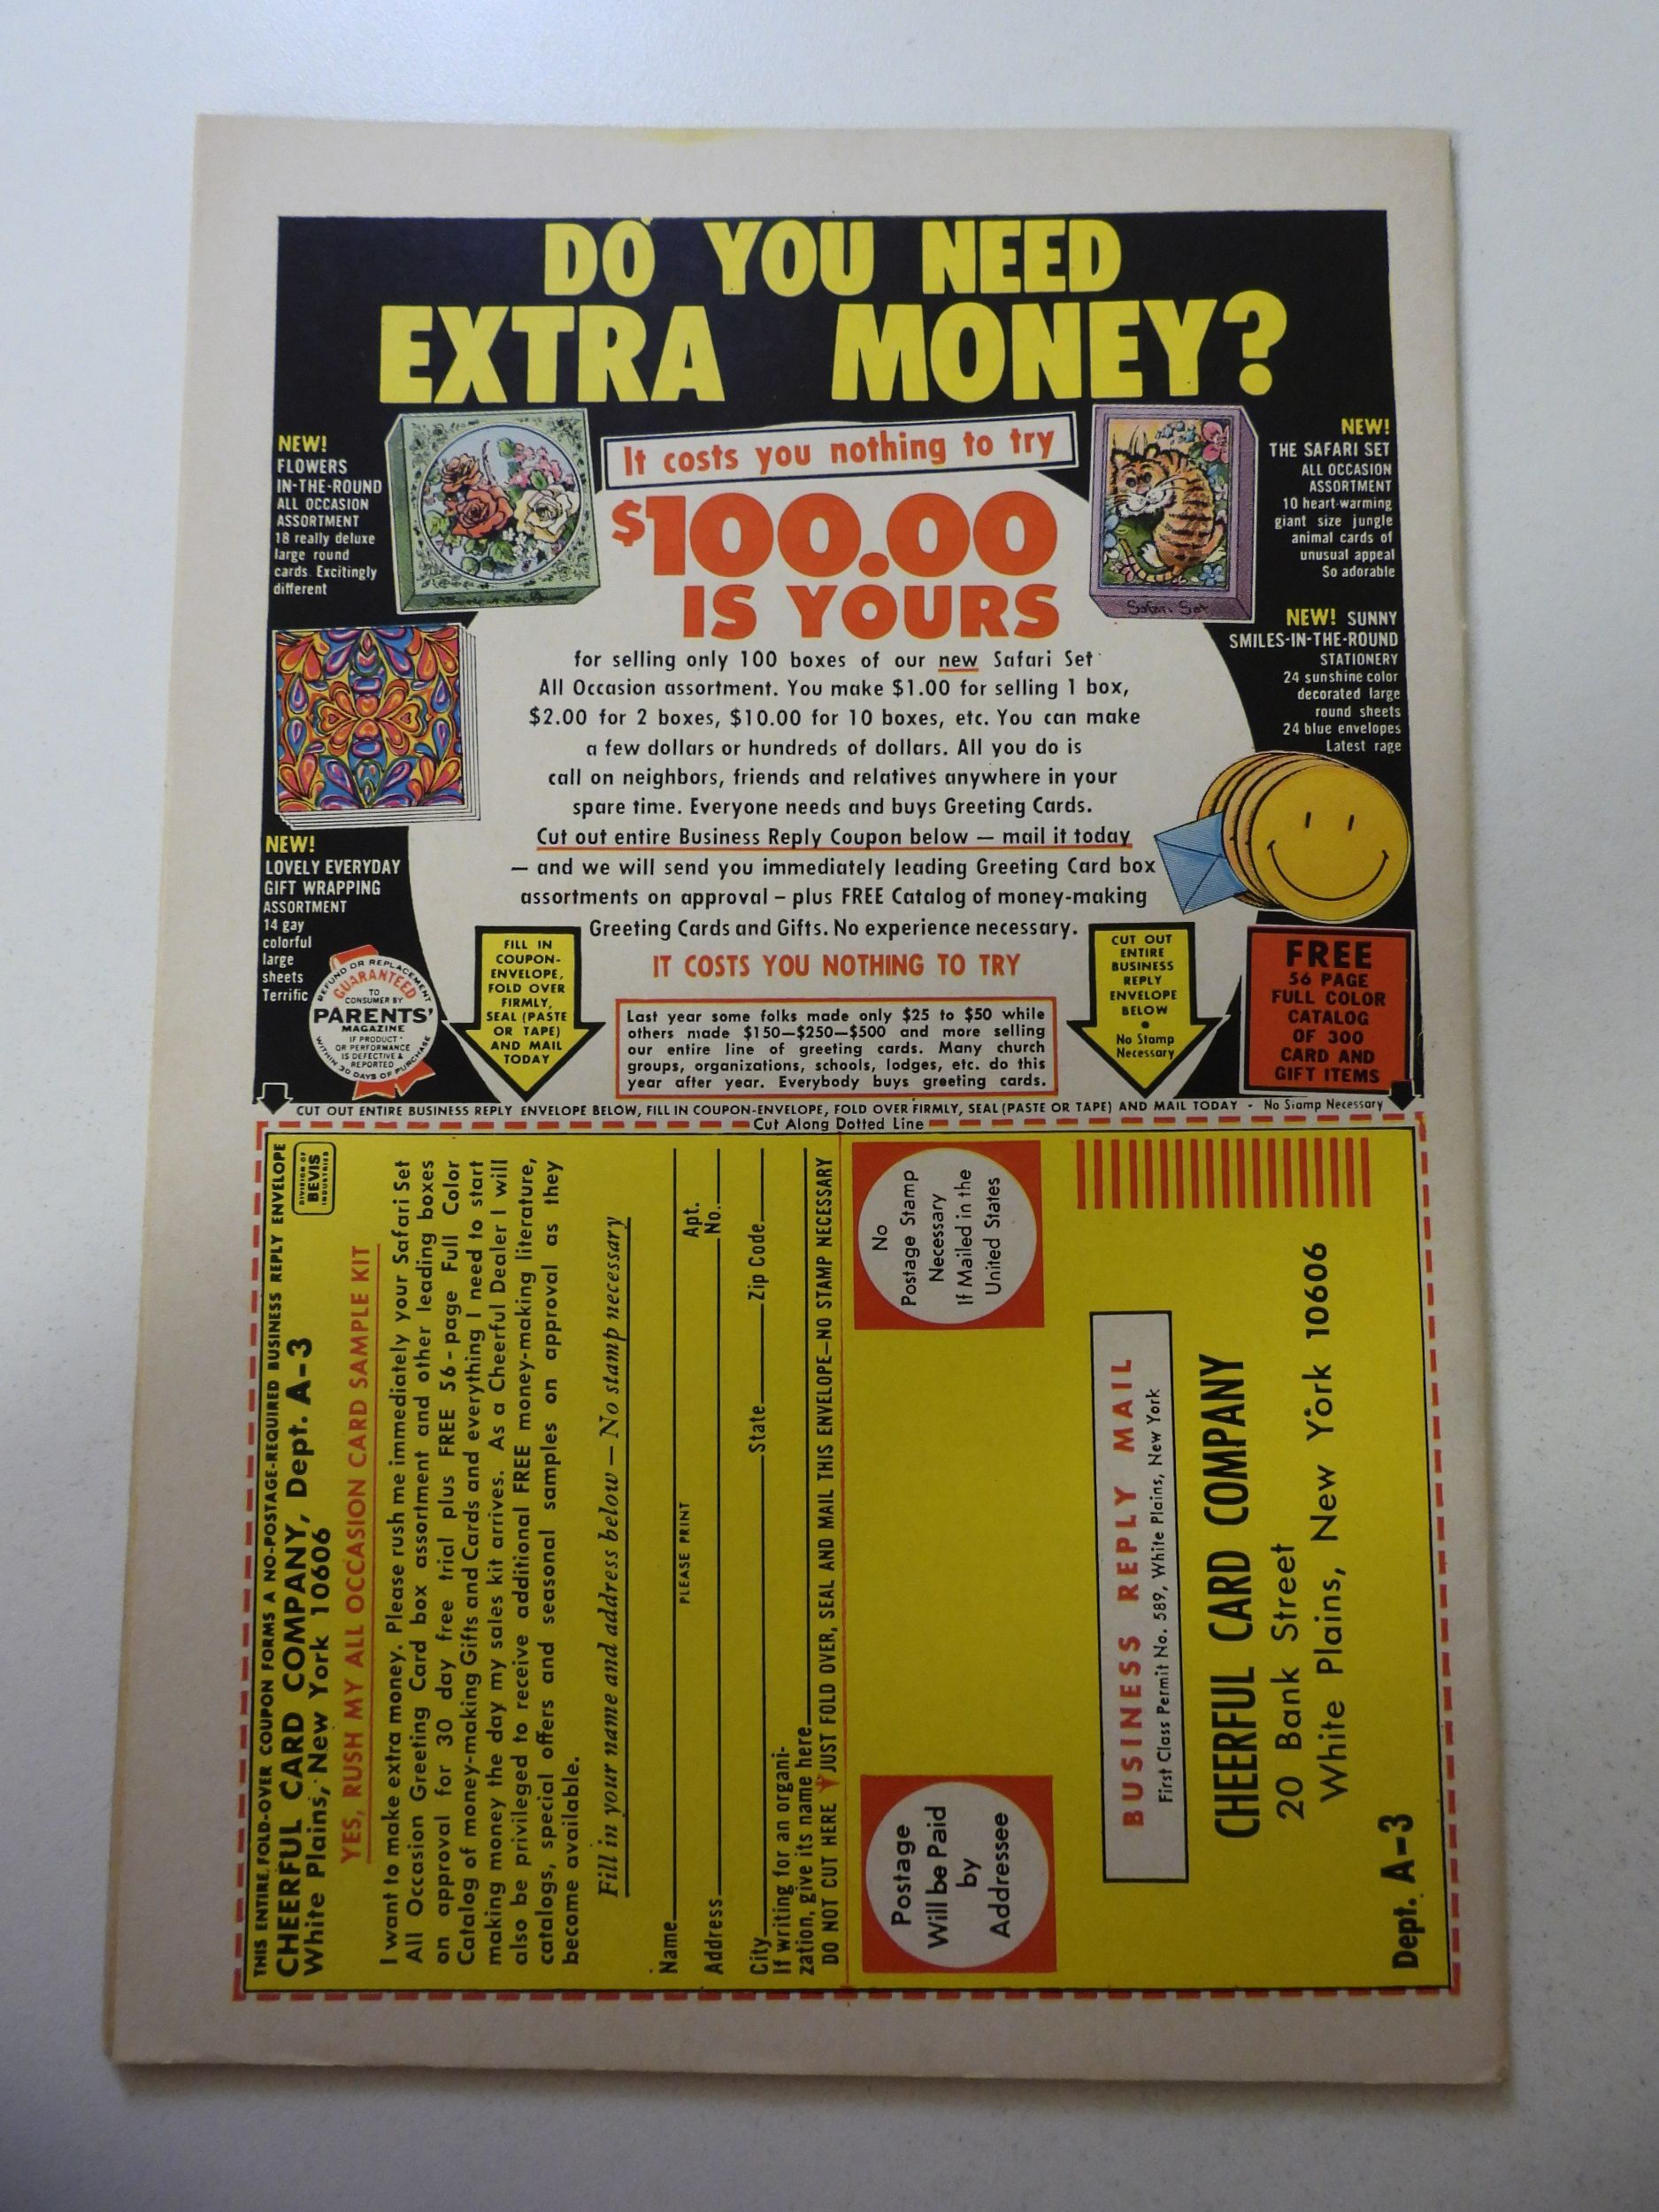 DO YOU NEED
EXTRA MONEY?
It costs you nothing to try
$100.00
IS YOURS
for selling only 100 boxes of our new Safari Set
All Occasion assortment. You make $1.00 for selling 1 box,
$2.00 for 2 boxes, $10.00 for 10 boxes, etc. You can make
a few dollars or hundreds of dollars. All you do is
call on neighbors, friends and relatives anywhere in your
spare time. Everyone needs and buys Greeting Cards.
Cut out entire Business Reply Coupon below — mail it today
— and we will send you immediately leading Greeting Card box
assortments on approval – plus FREE Catalog of money-making
Greeting Cards and Gifts. No experience necessary.
IT COSTS YOU NOTHING TO TRY
Last year some folks made only $25 to $50 while
others made $150—$250—$500 and more selling
our entire line of greeting cards. Many church
groups, organizations, schools, lodges, etc. do this
year after year. Everybody buys greeting cards.
NEW!
FLOWERS
IN-THE-ROUND
ALL OCCASION
ASSORTMENT
18 really deluxe
large round
cards. Excitingly
different
NEW!
LOVELY EVERYDAY
GIFT WRAPPING
ASSORTMENT
14 gay
colorful
large
sheets
Terrific
REFUND OR REPLACEMENT
GUARANTEED
TO
CONSUMER BY
PARENTS'
MAGAZINE
IF PRODUCT
OR PERFORMANCE
IS DEFECTIVE &
REPORTED
WITHIN 30 DAYS OF PURCHASE
FILL IN
COUPON-
ENVELOPE,
FOLD OVER
FIRMLY,
SEAL (PASTE
OR TAPE)
AND MAIL
TODAY
NEW!
THE SAFARI SET
ALL OCCASION
ASSORTMENT
10 heart-warming
giant size jungle
animal cards of
unusual appeal
So adorable
Safari Set
NEW! SUNNY
SMILES-IN-THE-ROUND
STATIONERY
24 sunshine color
decorated large
round sheets
24 blue envelopes
Latest rage
CUT OUT
ENTIRE
BUSINESS
REPLY
ENVELOPE
BELOW
•
No Stamp
Necessary
FREE
56 PAGE
FULL COLOR
CATALOG
OF 300
CARD AND
GIFT ITEMS
CUT OUT ENTIRE BUSINESS REPLY ENVELOPE BELOW, FILL IN COUPON-ENVELOPE, FOLD OVER FIRMLY, SEAL (PASTE OR TAPE) AND MAIL TODAY - No Stamp Necessary
Cut Along Dotted Line
THIS ENTIRE, FOLD-OVER COUPON FORMS A NO-POSTAGE-REQUIRED BUSINESS REPLY ENVELOPE
CHEERFUL CARD COMPANY, Dept. A-3
White Plains, New York 10606
DIVISION OF
BEVIS
INDUSTRIES
YES, RUSH MY ALL OCCASION CARD SAMPLE KIT
I want to make extra money. Please rush me immediately your Safari Set
All Occasion Greeting Card box assortment and other leading boxes
on approval for 30 day free trial plus FREE 56-page Full Color
Catalog of money-making Gifts and Cards and everything I need to start
making money the day my sales kit arrives. As a Cheerful Dealer I will
also be privileged to receive additional FREE money-making literature,
catalogs, special offers and seasonal samples on approval as they
become available.
Fill in your name and address below — No stamp necessary
Name
PLEASE PRINT
Address Apt. No.
City State Zip Code
If writing for an organi-
zation, give its name here
DO NOT CUT HERE JUST FOLD OVER, SEAL AND MAIL THIS ENVELOPE—NO STAMP NECESSARY
Postage
Will be Paid
by
Addressee
No
Postage Stamp
Necessary
If Mailed in the
United States
BUSINESS REPLY MAIL
First Class Permit No. 589, White Plains, New York
CHEERFUL CARD COMPANY
20 Bank Street
White Plains, New York 10606
Dept. A-3